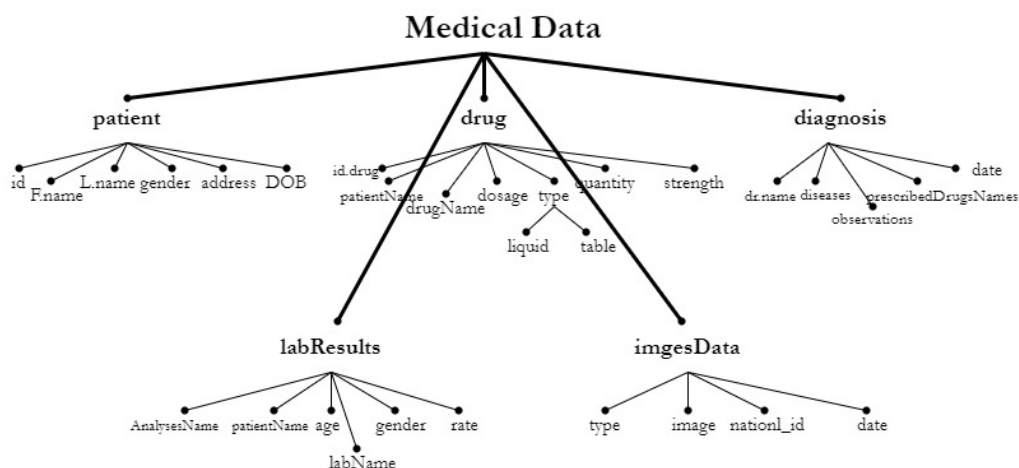 Medical Data
patient
drug
diagnosis
id
F.name
L.name
gender
address
DOB
id.drug
patientName
drugName
dosage
type
quantity
strength
liquid
table
dr.name
diseases
observations
prescribedDrugsNames
date
labResults
imgesData
AnalysesName
patientName
age
labName
gender
rate
type
image
nationl_id
date